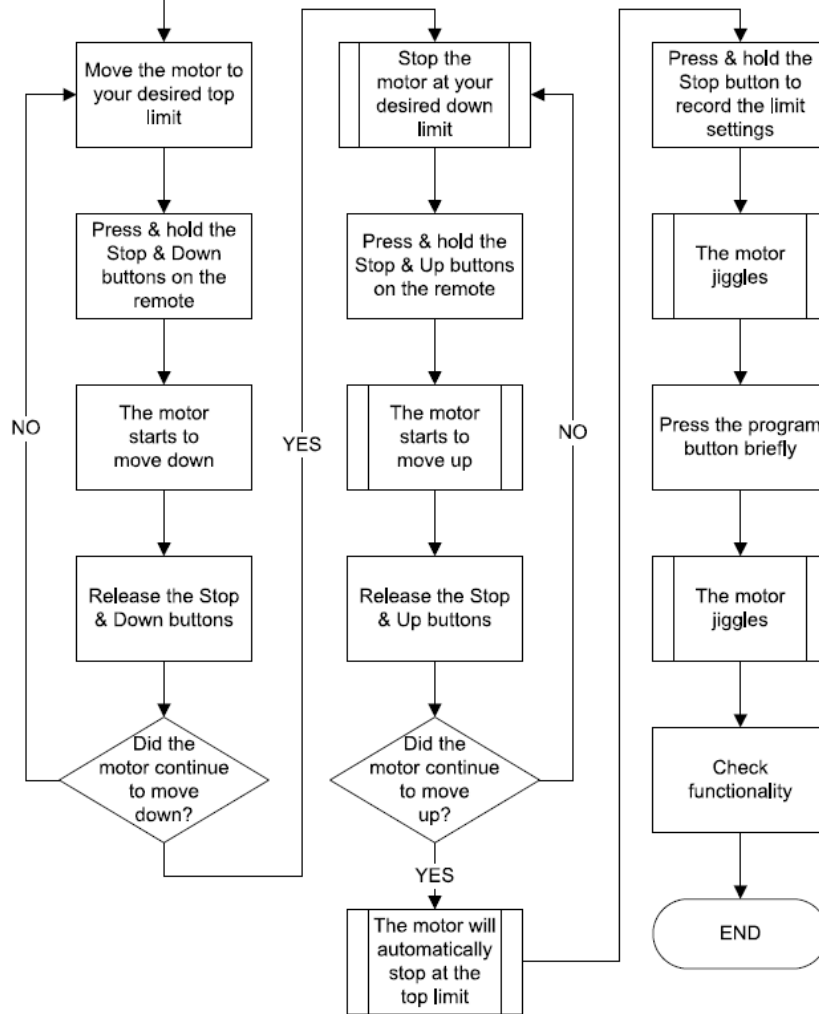 Move the motor to
your desired top
limit
Press & hold the
Stop & Down
buttons on the
remote
The motor
starts to
move down
NO
Release the Stop
& Down buttons
Did the
motor continue
to move
down?
YES
Stop the
motor at your
desired down
limit
Press & hold the
Stop & Up buttons
on the remote
The motor
starts to
move up
NO
Release the Stop
& Up buttons
Did the
motor continue
to move
up?
YES
The motor will
automatically
stop at the
top limit
Press & hold the
Stop button to
record the limit
settings
The motor
jiggles
Press the program
button briefly
The motor
jiggles
Check
functionality
END